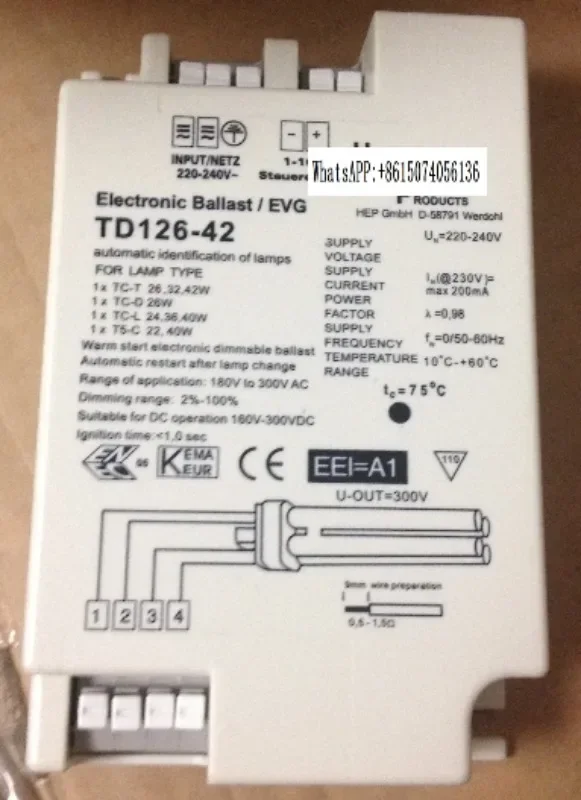 INPUT/NETZ
220-240V~
- +
1-1
Steuere
WhatsAPP:+8615074056136
RODUCTS
HEP GmbH D-58791 Werdohl
Electronic Ballast / EVG
TD126-42
automatic identification of lamps
FOR LAMP TYPE
1x TC-T 26,32,42W
1x TC-D 26W
1x TC-L 24,36,40W
1x T5-C 22,40W
Warm start electronic dimmable ballast
Automatic restart after lamp change
Range of application: 180V to 300V AC
Dimming range: 2%-100%
Suitable for DC operation 160V-300VDC
Ignition time:<1,0 sec
SUPPLY VOLTAGE UN=220-240V
SUPPLY CURRENT IN(@230V)= max 200mA
POWER FACTOR λ=0,98
SUPPLY FREQUENCY fN=0/50-60Hz
TEMPERATURE RANGE 10°C-+60°C
tc=75°C
ENEC 05
KEMA
KEUR
CE
EEI=A1
110
U-OUT=300V
1 2 3 4
9mm wire preparation
0,5-1,5Ω